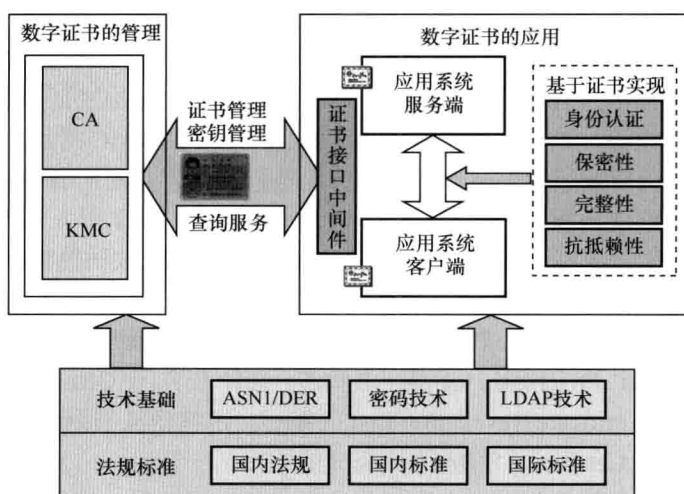 数字证书的管理
CA
KMC
证书管理
密钥管理
查询服务
数字证书的应用
证书接口中间件
应用系统
服务端
应用系统
客户端
基于证书实现
身份认证
保密性
完整性
抗抵赖性
技术基础
ASN1/DER
密码技术
LDAP技术
法规标准
国内法规
国内标准
国际标准